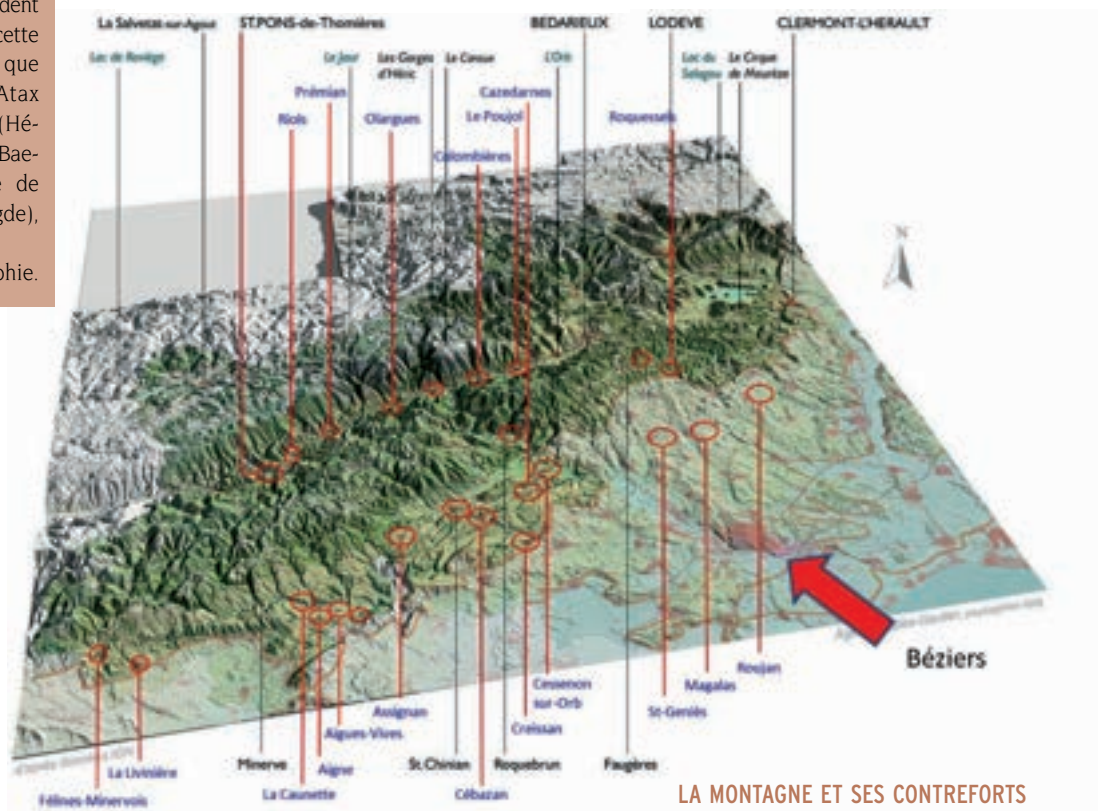 dent
cette
que
Atax
(Hé-
Bae-
de
gde),
phie.
La Salvetat-sur-Agout
ST.PONS-de-Thomières
BEDARIEUX
LODEVE
CLERMONT-L'HERAULT
Le Jaur
Les Gorges
d'Héric
Le Caroux
L'Orb
Lac du
Salagou
Le Cirque
de Mourèze
Prémian
Cazedarnes
Riols
Olargues
Le Poujol
Roquessels
Colombières
N
Béziers
Roujan
Magalas
St-Geniès
Cessenon
sur-Orb
Creissan
Assignan
Aigues-Vives
Minerve
Aigne
St.Chinian
Roquebrun
Faugères
La Livinière
La Caunette
Cébazan
Félines-Minervois
LA MONTAGNE ET SES CONTREFORTS